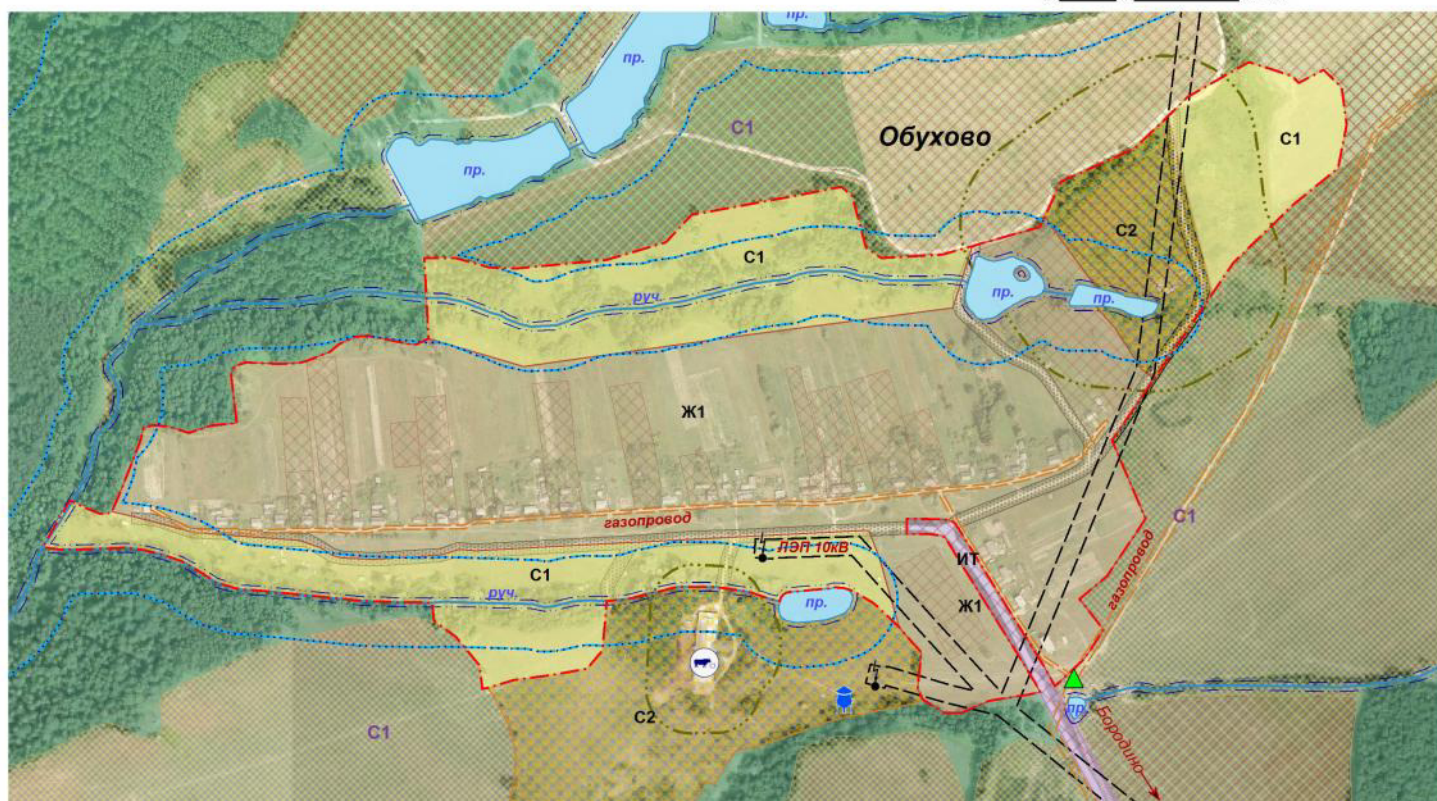 пр.
пр.
С1
Обухово
С1
пр.
С2
С1
пр.
пр.
руч.
Ж1
газопровод
С1
ЛЭП 10кВ
ИТ
газопровод
С1
руч.
пр.
Ж1
С2
С1
пр.
Бородино